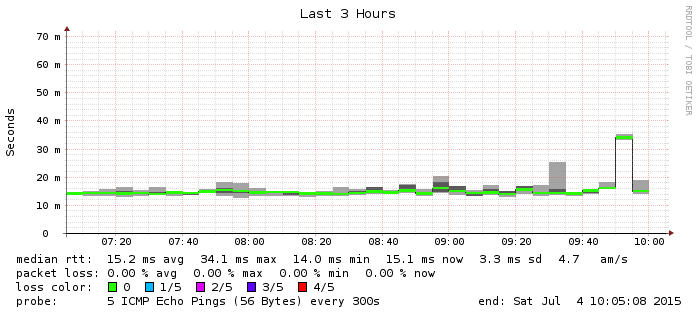 Last 3 Hours
RRDTOOL / TOBI OETIKER
Seconds
70 m
60 m
50 m
40 m
30 m
20 m
10 m
0
07:20 07:40 08:00 08:20 08:40 09:00 09:20 09:40 10:00
median rtt: 15.2 ms avg 34.1 ms max 14.0 ms min 15.1 ms now 3.3 ms sd 4.7 am/s
packet loss: 0.00 % avg 0.00 % max 0.00 % min 0.00 % now
loss color: 0 1/5 2/5 3/5 4/5
probe: 5 ICMP Echo Pings (56 Bytes) every 300s end: Sat Jul 4 10:05:08 2015